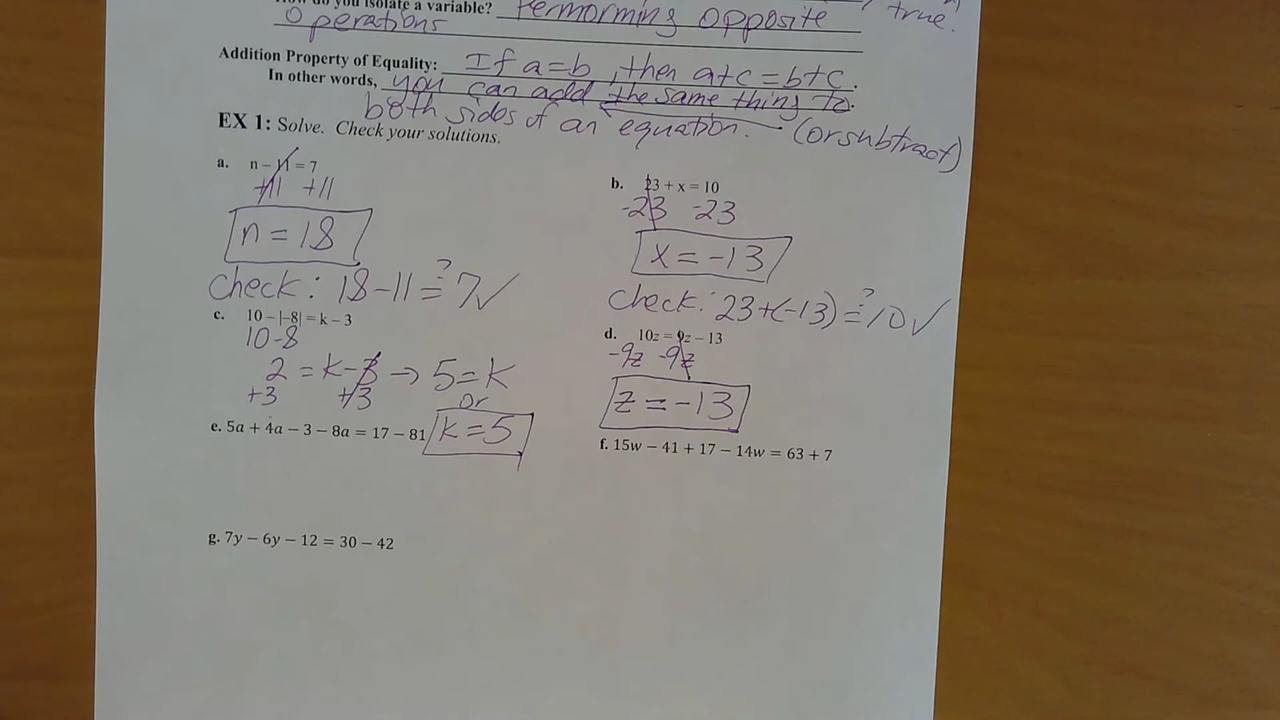 How do you isolate a variable? Permorming opposite
true.
operations
Addition Property of Equality: If a=b, then a+c=b+c.
In other words, you can add the same thing to
both sides of an equation. (or subtract)
EX 1: Solve. Check your solutions.
a. n − 11 = 7
+11 +11
n = 18
check: 18-11 ≟ 7 ✓
b. 23 + x = 10
-23 -23
x = -13
check: 23+(-13) ≟ 10 ✓
c. 10 − |−8| = k − 3
10-8
2 = k-3 → 5=k
+3 +3 or
k=5
d. 10z = 9z − 13
-9z -9z
z = -13
e. 5a + 4a − 3 − 8a = 17 − 81
f. 15w − 41 + 17 − 14w = 63 + 7
g. 7y − 6y − 12 = 30 − 42